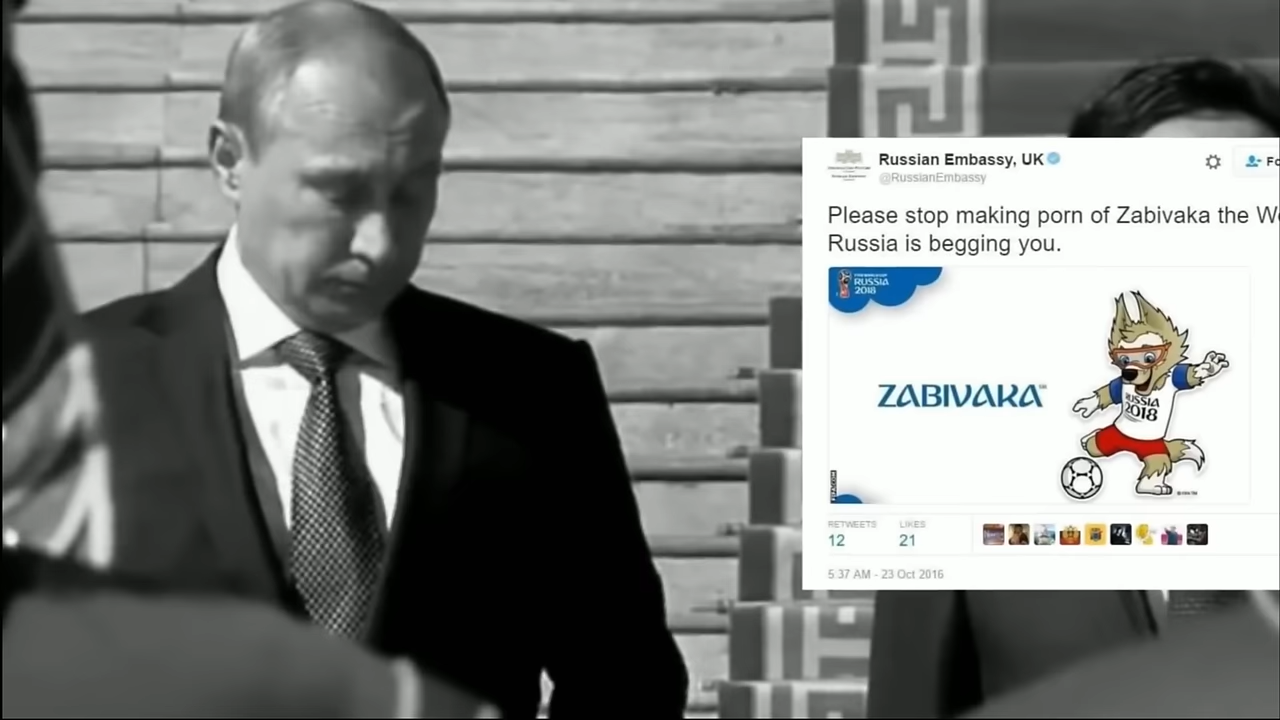 Russian Embassy, UK
@RussianEmbassy
Please stop making porn of Zabivaka the
Russia is begging you.
RUSSIA
2018
ZABIVAKA
RUSSIA
2018
RETWEETS LIKES
12 21
5:37 AM - 23 Oct 2016